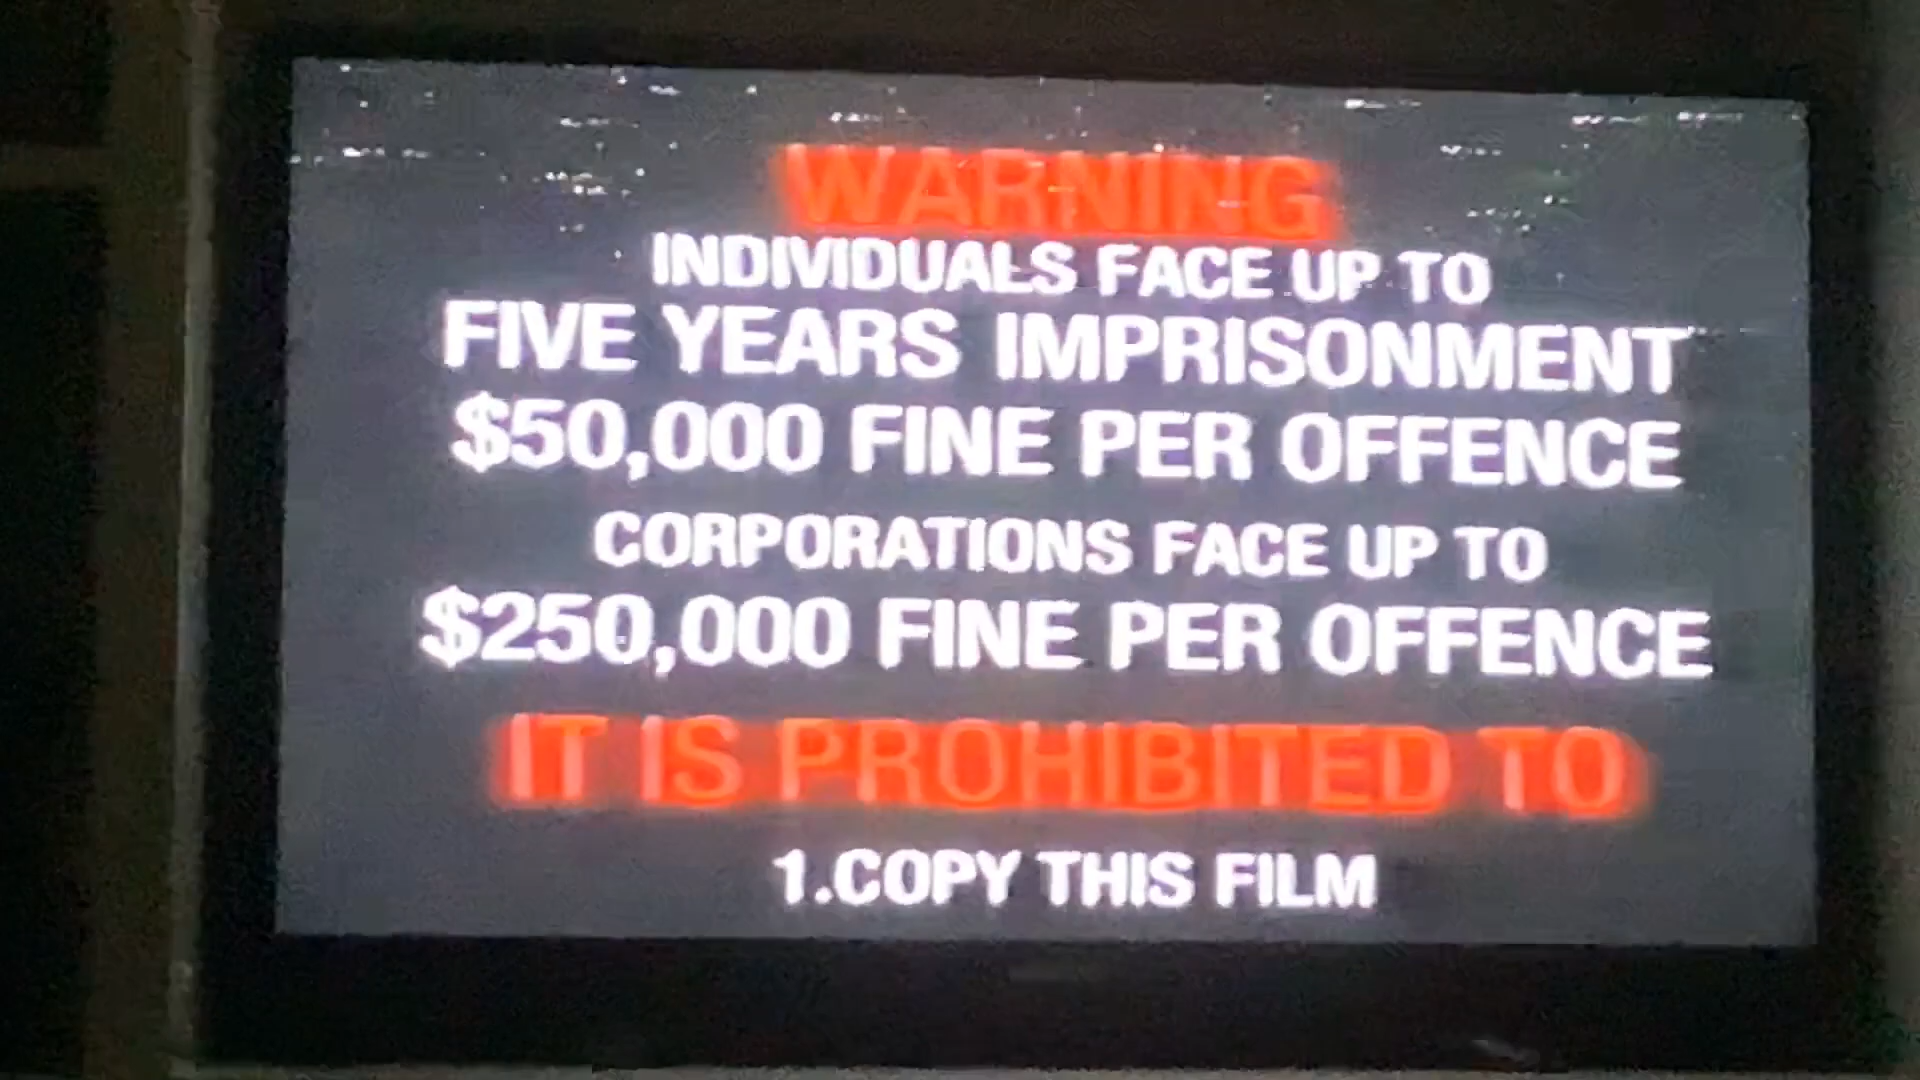 WARNING
INDIVIDUALS FACE UP TO
FIVE YEARS IMPRISONMENT
$50,000 FINE PER OFFENCE
CORPORATIONS FACE UP TO
$250,000 FINE PER OFFENCE
IT IS PROHIBITED TO
1.COPY THIS FILM